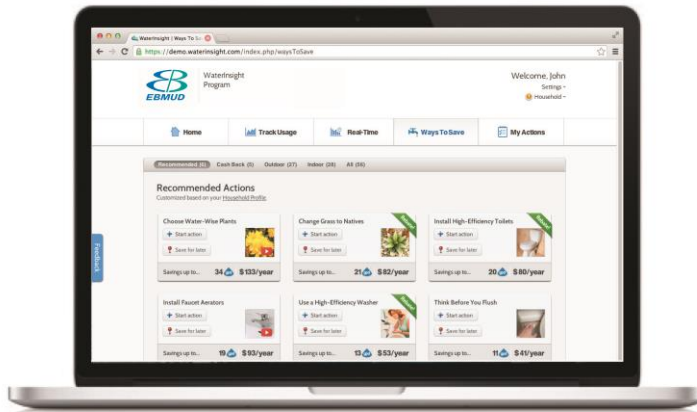 WaterInsight | Ways To Sa
https://demo.waterinsight.com/index.php/waysToSave
EBMUD
WaterInsight
Program
Welcome, John
Settings
Household
Home
Track Usage
Real-Time
Ways To Save
My Actions
Recommended (6) Cash Back (5) Outdoor (27) Indoor (28) All (56)
Recommended Actions
Customized based on your Household Profile.
Choose Water-Wise Plants
Start action
Save for later
Savings up to... 34 $133/year
Change Grass to Natives
Rebate!
Start action
Save for later
Savings up to... 21 $82/year
Install High-Efficiency Toilets
Rebate!
Start action
Save for later
Savings up to... 20 $80/year
Install Faucet Aerators
Start action
Save for later
Savings up to... 19 $93/year
Use a High-Efficiency Washer
Rebate!
Start action
Save for later
Savings up to... 13 $53/year
Think Before You Flush
Start action
Save for later
Savings up to... 11 $41/year
Feedback